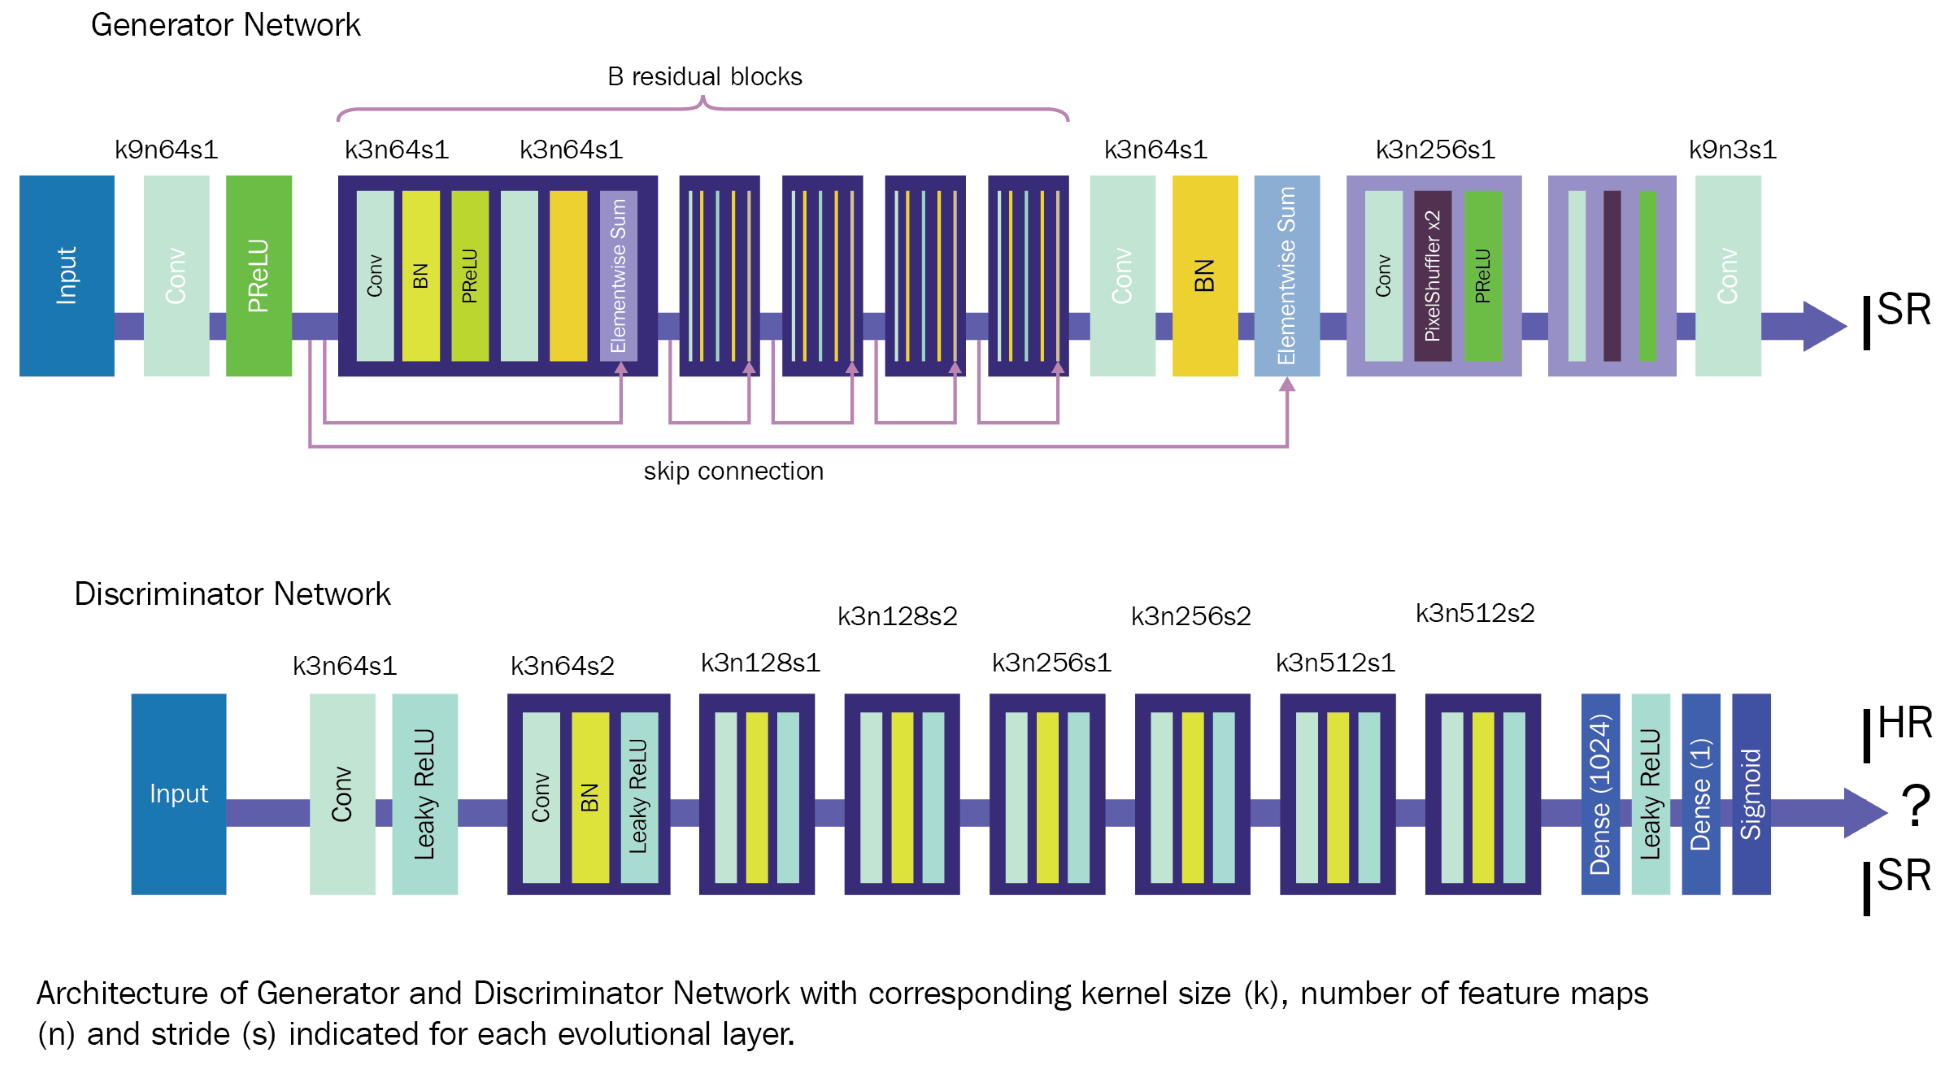 Generator Network
B residual blocks
k9n64s1
k3n64s1
k3n64s1
k3n64s1
k3n256s1
k9n3s1
Input
Conv
PReLU
Conv
BN
PReLU
Elementwise Sum
Conv
BN
Elementwise Sum
Conv
PixelShuffler x2
PReLU
Conv
I SR
skip connection
Discriminator Network
k3n128s2
k3n256s2
k3n512s2
k3n64s1
k3n64s2
k3n128s1
k3n256s1
k3n512s1
Input
Conv
Leaky ReLU
Conv
BN
Leaky ReLU
Dense (1024)
Leaky ReLU
Dense (1)
Sigmoid
I HR
?
I SR
Architecture of Generator and Discriminator Network with corresponding kernel size (k), number of feature maps
(n) and stride (s) indicated for each evolutional layer.